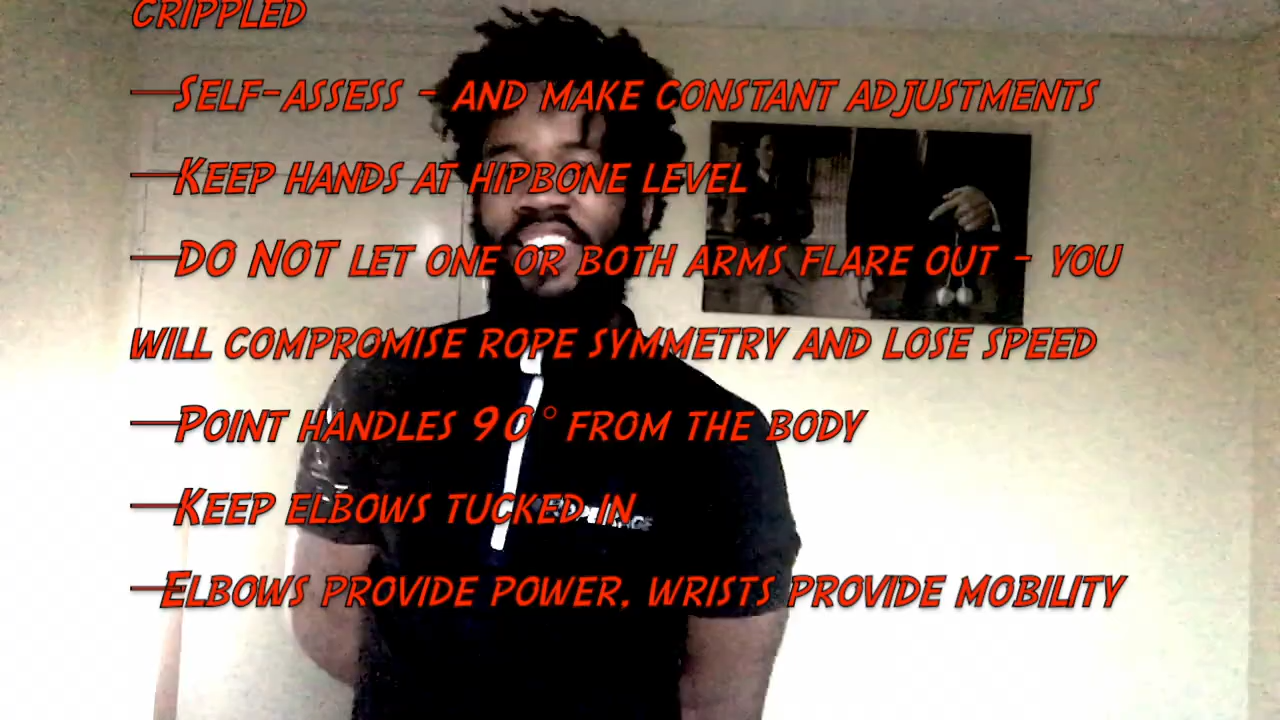 CRIPPLED
—SELF-ASSESS - AND MAKE CONSTANT ADJUSTMENTS
—KEEP HANDS AT HIPBONE LEVEL
—DO NOT LET ONE OR BOTH ARMS FLARE OUT - YOU
WILL COMPROMISE ROPE SYMMETRY AND LOSE SPEED
—POINT HANDLES 90° FROM THE BODY
—KEEP ELBOWS TUCKED IN
—ELBOWS PROVIDE POWER. WRISTS PROVIDE MOBILITY